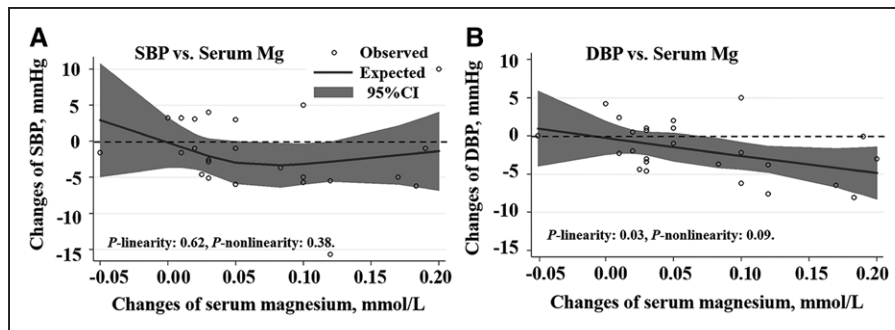 A
SBP vs. Serum Mg
Observed
Expected
95%CI
Changes of SBP, mmHg
10
5
0
-5
-10
-15
P-linearity: 0.62, P-nonlinearity: 0.38.
-0.05 0.00 0.05 0.10 0.15 0.20
Changes of serum magnesium, mmol/L
B
DBP vs. Serum Mg
Changes of DBP, mmHg
10
5
0
-5
-10
-15
P-linearity: 0.03, P-nonlinearity: 0.09.
-0.05 0.00 0.05 0.10 0.15 0.20
Changes of serum magnesium, mmol/L